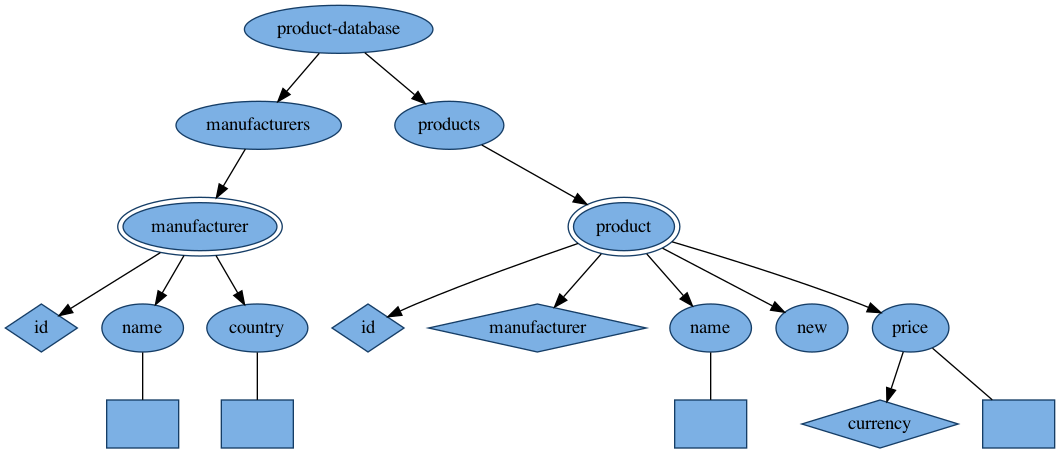 product-database
manufacturers
products
manufacturer
product
id
name
country
id
manufacturer
name
new
price
currency